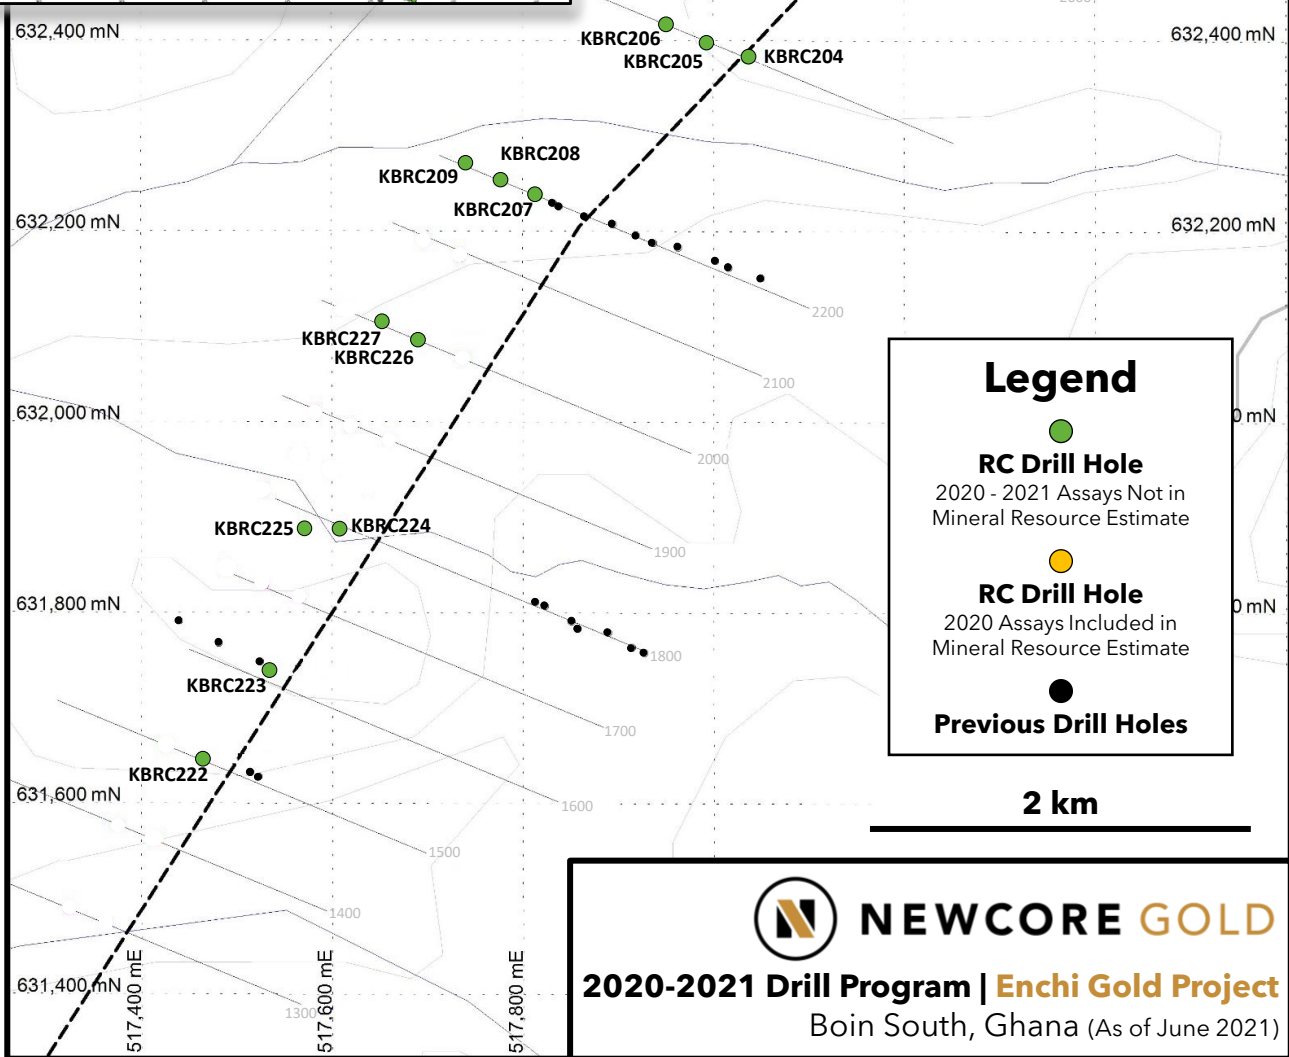 632,400 mN
632,400 mN
KBRC206
KBRC205
KBRC204
KBRC208
KBRC209
KBRC207
632,200 mN
632,200 mN
2200
KBRC227
KBRC226
2100
632,000 mN
0 mN
2000
KBRC225
KBRC224
1900
631,800 mN
0 mN
1800
KBRC223
1700
KBRC222
631,600 mN
1600
1500
1400
631,400 mN
1300
517,400 mE
517,600 mE
517,800 mE
Legend
RC Drill Hole
2020 - 2021 Assays Not in
Mineral Resource Estimate
RC Drill Hole
2020 Assays Included in
Mineral Resource Estimate
Previous Drill Holes
2 km
NEWCORE GOLD
2020-2021 Drill Program | Enchi Gold Project
Boin South, Ghana (As of June 2021)